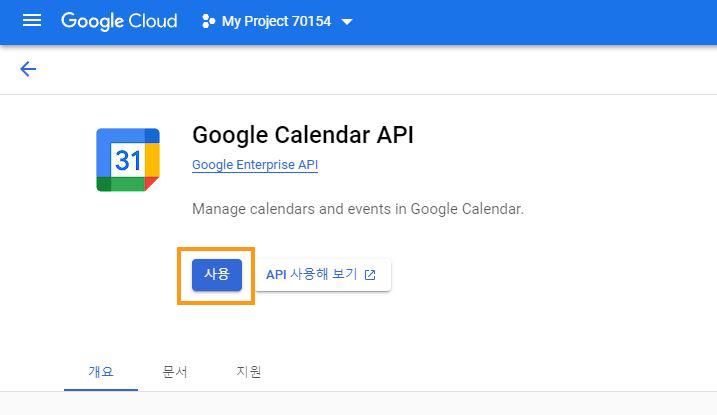 Google Cloud My Project 70154
Google Calendar API
31
Google Enterprise API
Manage calendars and events in Google Calendar.
사용 API 사용해 보기
개요 문서 지원